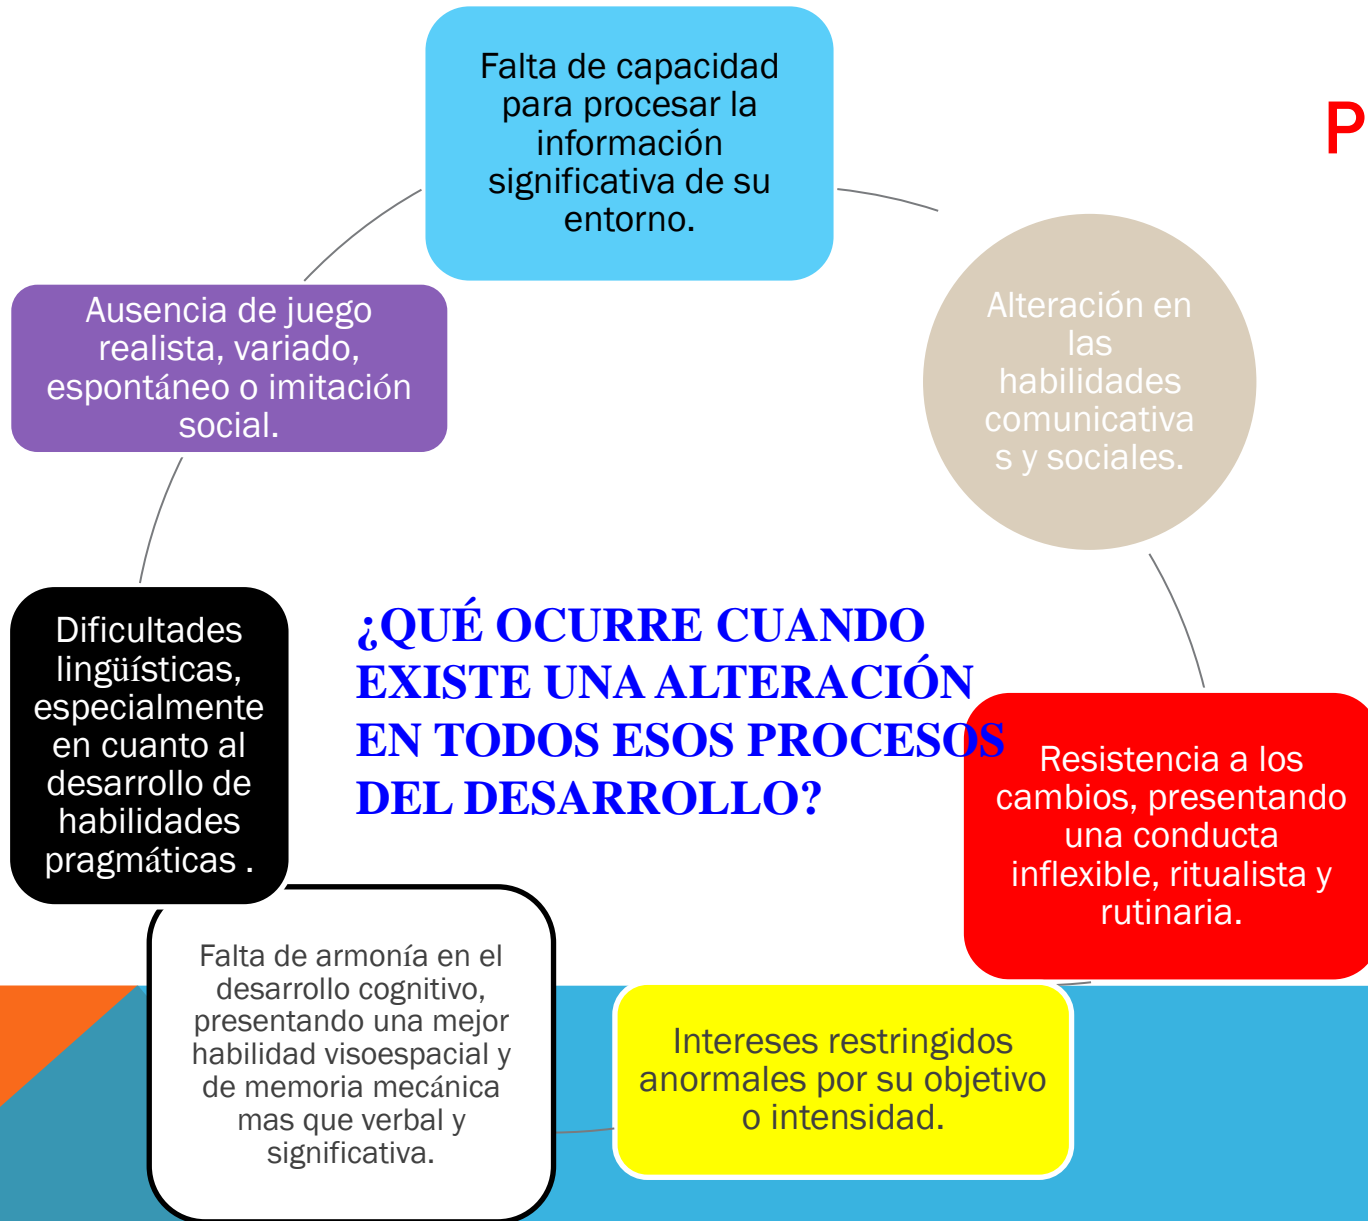 Falta de capacidad
para procesar la
información
significativa de su
entorno.
P
Alteración en
las
habilidades
comunicativa
s y sociales.
Resistencia a los
cambios, presentando
una conducta
inflexible, ritualista y
rutinaria.
Intereses restringidos
anormales por su objetivo
o intensidad.
Falta de armonía en el
desarrollo cognitivo,
presentando una mejor
habilidad visoespacial y
de memoria mecánica
mas que verbal y
significativa.
Dificultades
lingüísticas,
especialmente
en cuanto al
desarrollo de
habilidades
pragmáticas .
Ausencia de juego
realista, variado,
espontáneo o imitación
social.
¿QUÉ OCURRE CUANDO
EXISTE UNA ALTERACIÓN
EN TODOS ESOS PROCESOS
DEL DESARROLLO?